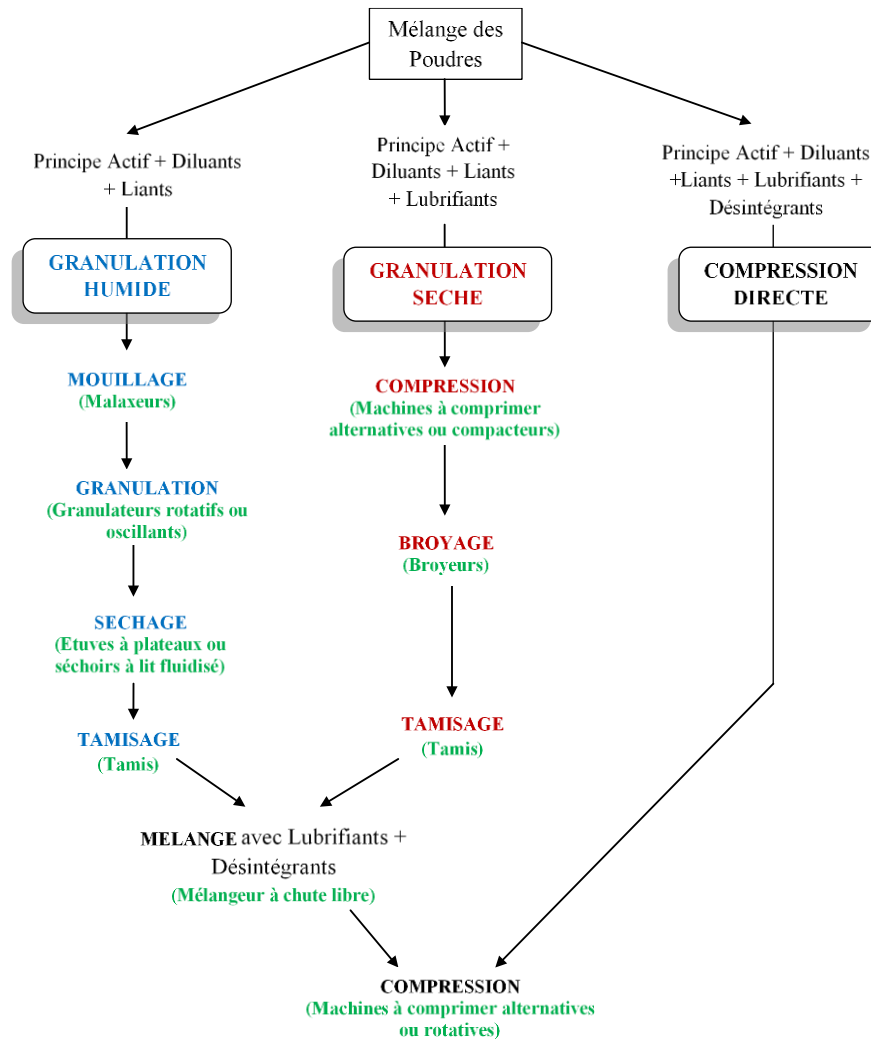 Mélange des
Poudres
Principe Actif + Diluants
+ Liants
Principe Actif +
Diluants + Liants
+ Lubrifiants
Principe Actif + Diluants
+Liants + Lubrifiants +
Désintégrants
GRANULATION
HUMIDE
GRANULATION
SECHE
COMPRESSION
DIRECTE
MOUILLAGE
(Malaxeurs)
COMPRESSION
(Machines à comprimer
alternatives ou compacteurs)
GRANULATION
(Granulateurs rotatifs ou
oscillants)
BROYAGE
(Broyeurs)
SECHAGE
(Etuves à plateaux ou
séchoirs à lit fluidisé)
TAMISAGE
(Tamis)
TAMISAGE
(Tamis)
MELANGE avec Lubrifiants +
Désintégrants
(Mélangeur à chute libre)
COMPRESSION
(Machines à comprimer alternatives
ou rotatives)